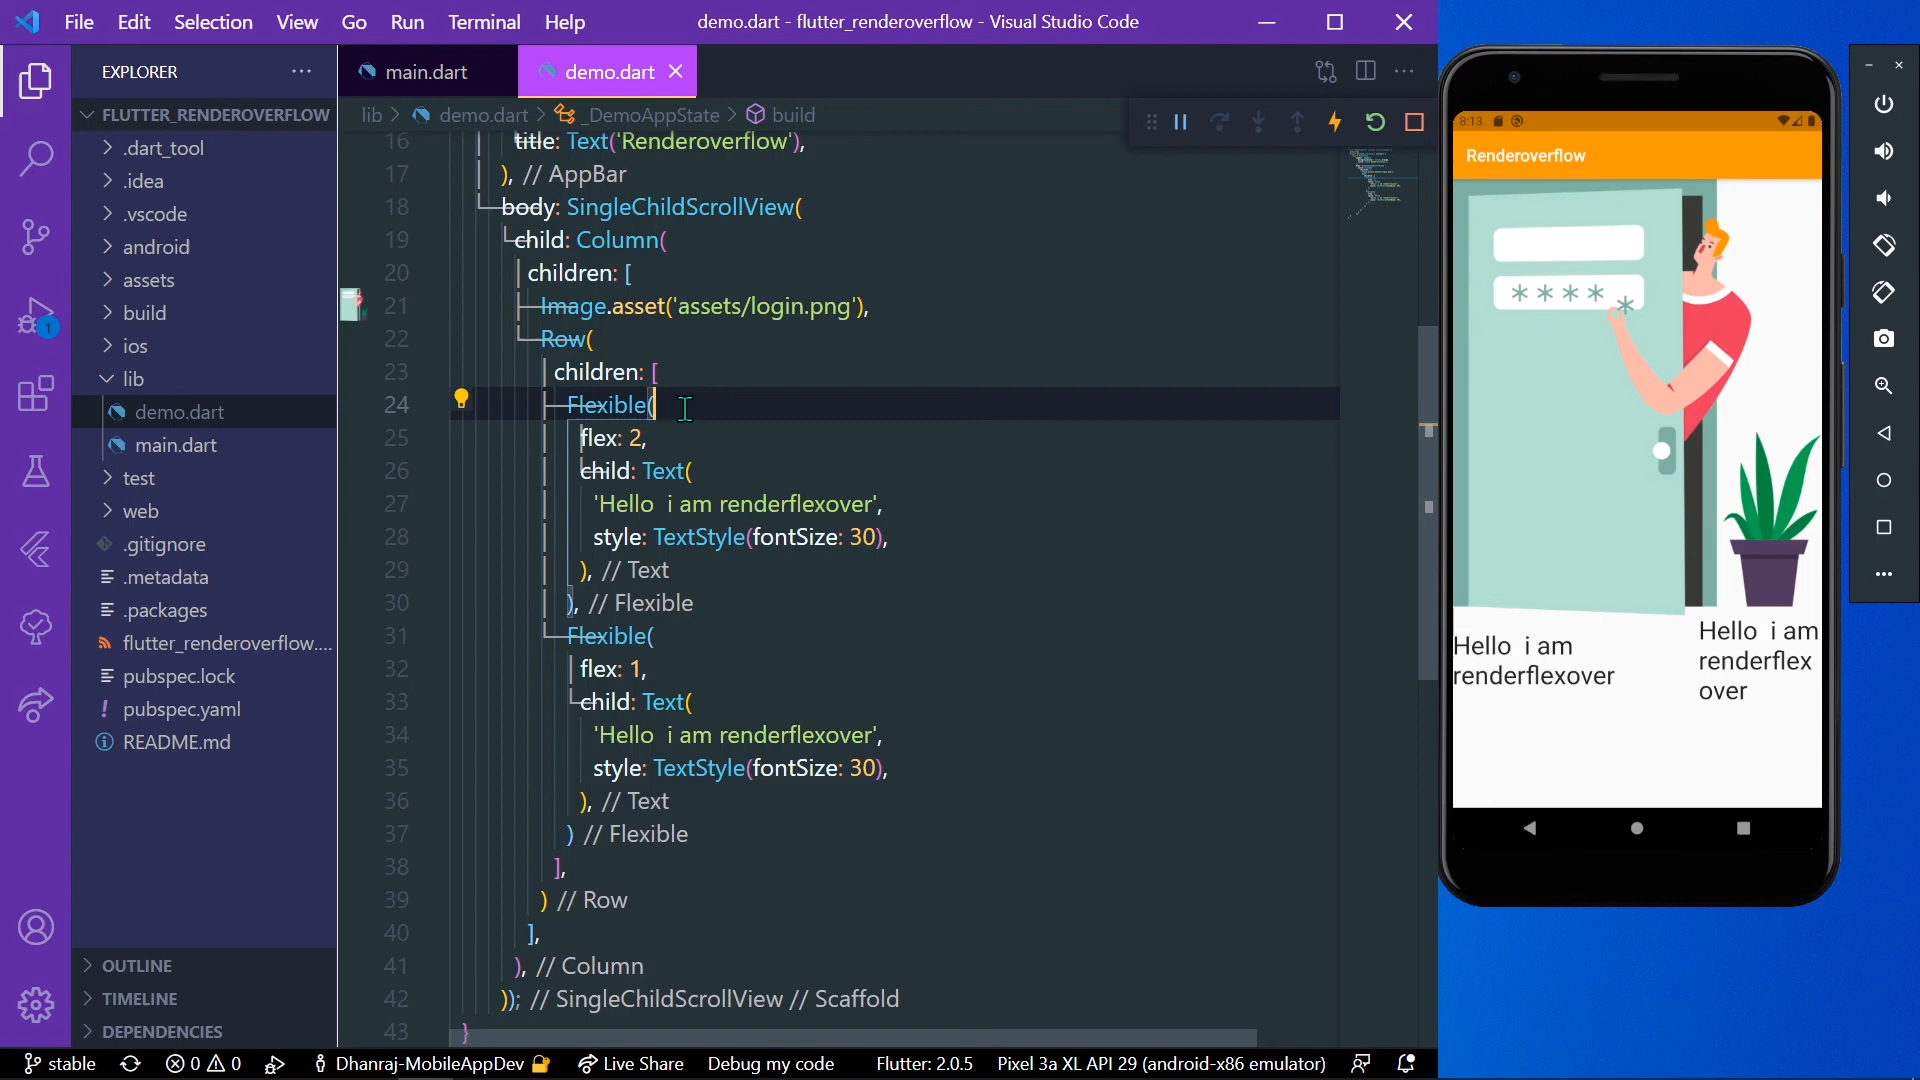 File Edit Selection View Go Run Terminal Help
demo.dart - flutter_renderoverflow - Visual Studio Code
EXPLORER
main.dart
demo.dart
FLUTTER_RENDEROVERFLOW
lib > demo.dart > _DemoAppState > build
.dart_tool
.idea
.vscode
android
assets
build
ios
lib
demo.dart
main.dart
test
web
.gitignore
.metadata
.packages
flutter_renderoverflow....
pubspec.lock
pubspec.yaml
README.md
OUTLINE
TIMELINE
DEPENDENCIES
1
16 title: Text('Renderoverflow'),
17 ), // AppBar
18 body: SingleChildScrollView(
19 child: Column(
20 children: [
21 Image.asset('assets/login.png'),
22 Row(
23 children: [
24 Flexible(
25 flex: 2,
26 child: Text(
27 'Hello  i am renderflexover',
28 style: TextStyle(fontSize: 30),
29 ), // Text
30 ), // Flexible
31 Flexible(
32 flex: 1,
33 child: Text(
34 'Hello  i am renderflexover',
35 style: TextStyle(fontSize: 30),
36 ), // Text
37 ) // Flexible
38 ],
39 ) // Row
40 ],
41 ), // Column
42 )); // SingleChildScrollView // Scaffold
43 }
8:13
Renderoverflow
* * * * *
Hello  i am
renderflexover
Hello  i am
renderflex
over
stable 0 0 Dhanraj-MobileAppDev Live Share Debug my code Flutter: 2.0.5 Pixel 3a XL API 29 (android-x86 emulator)